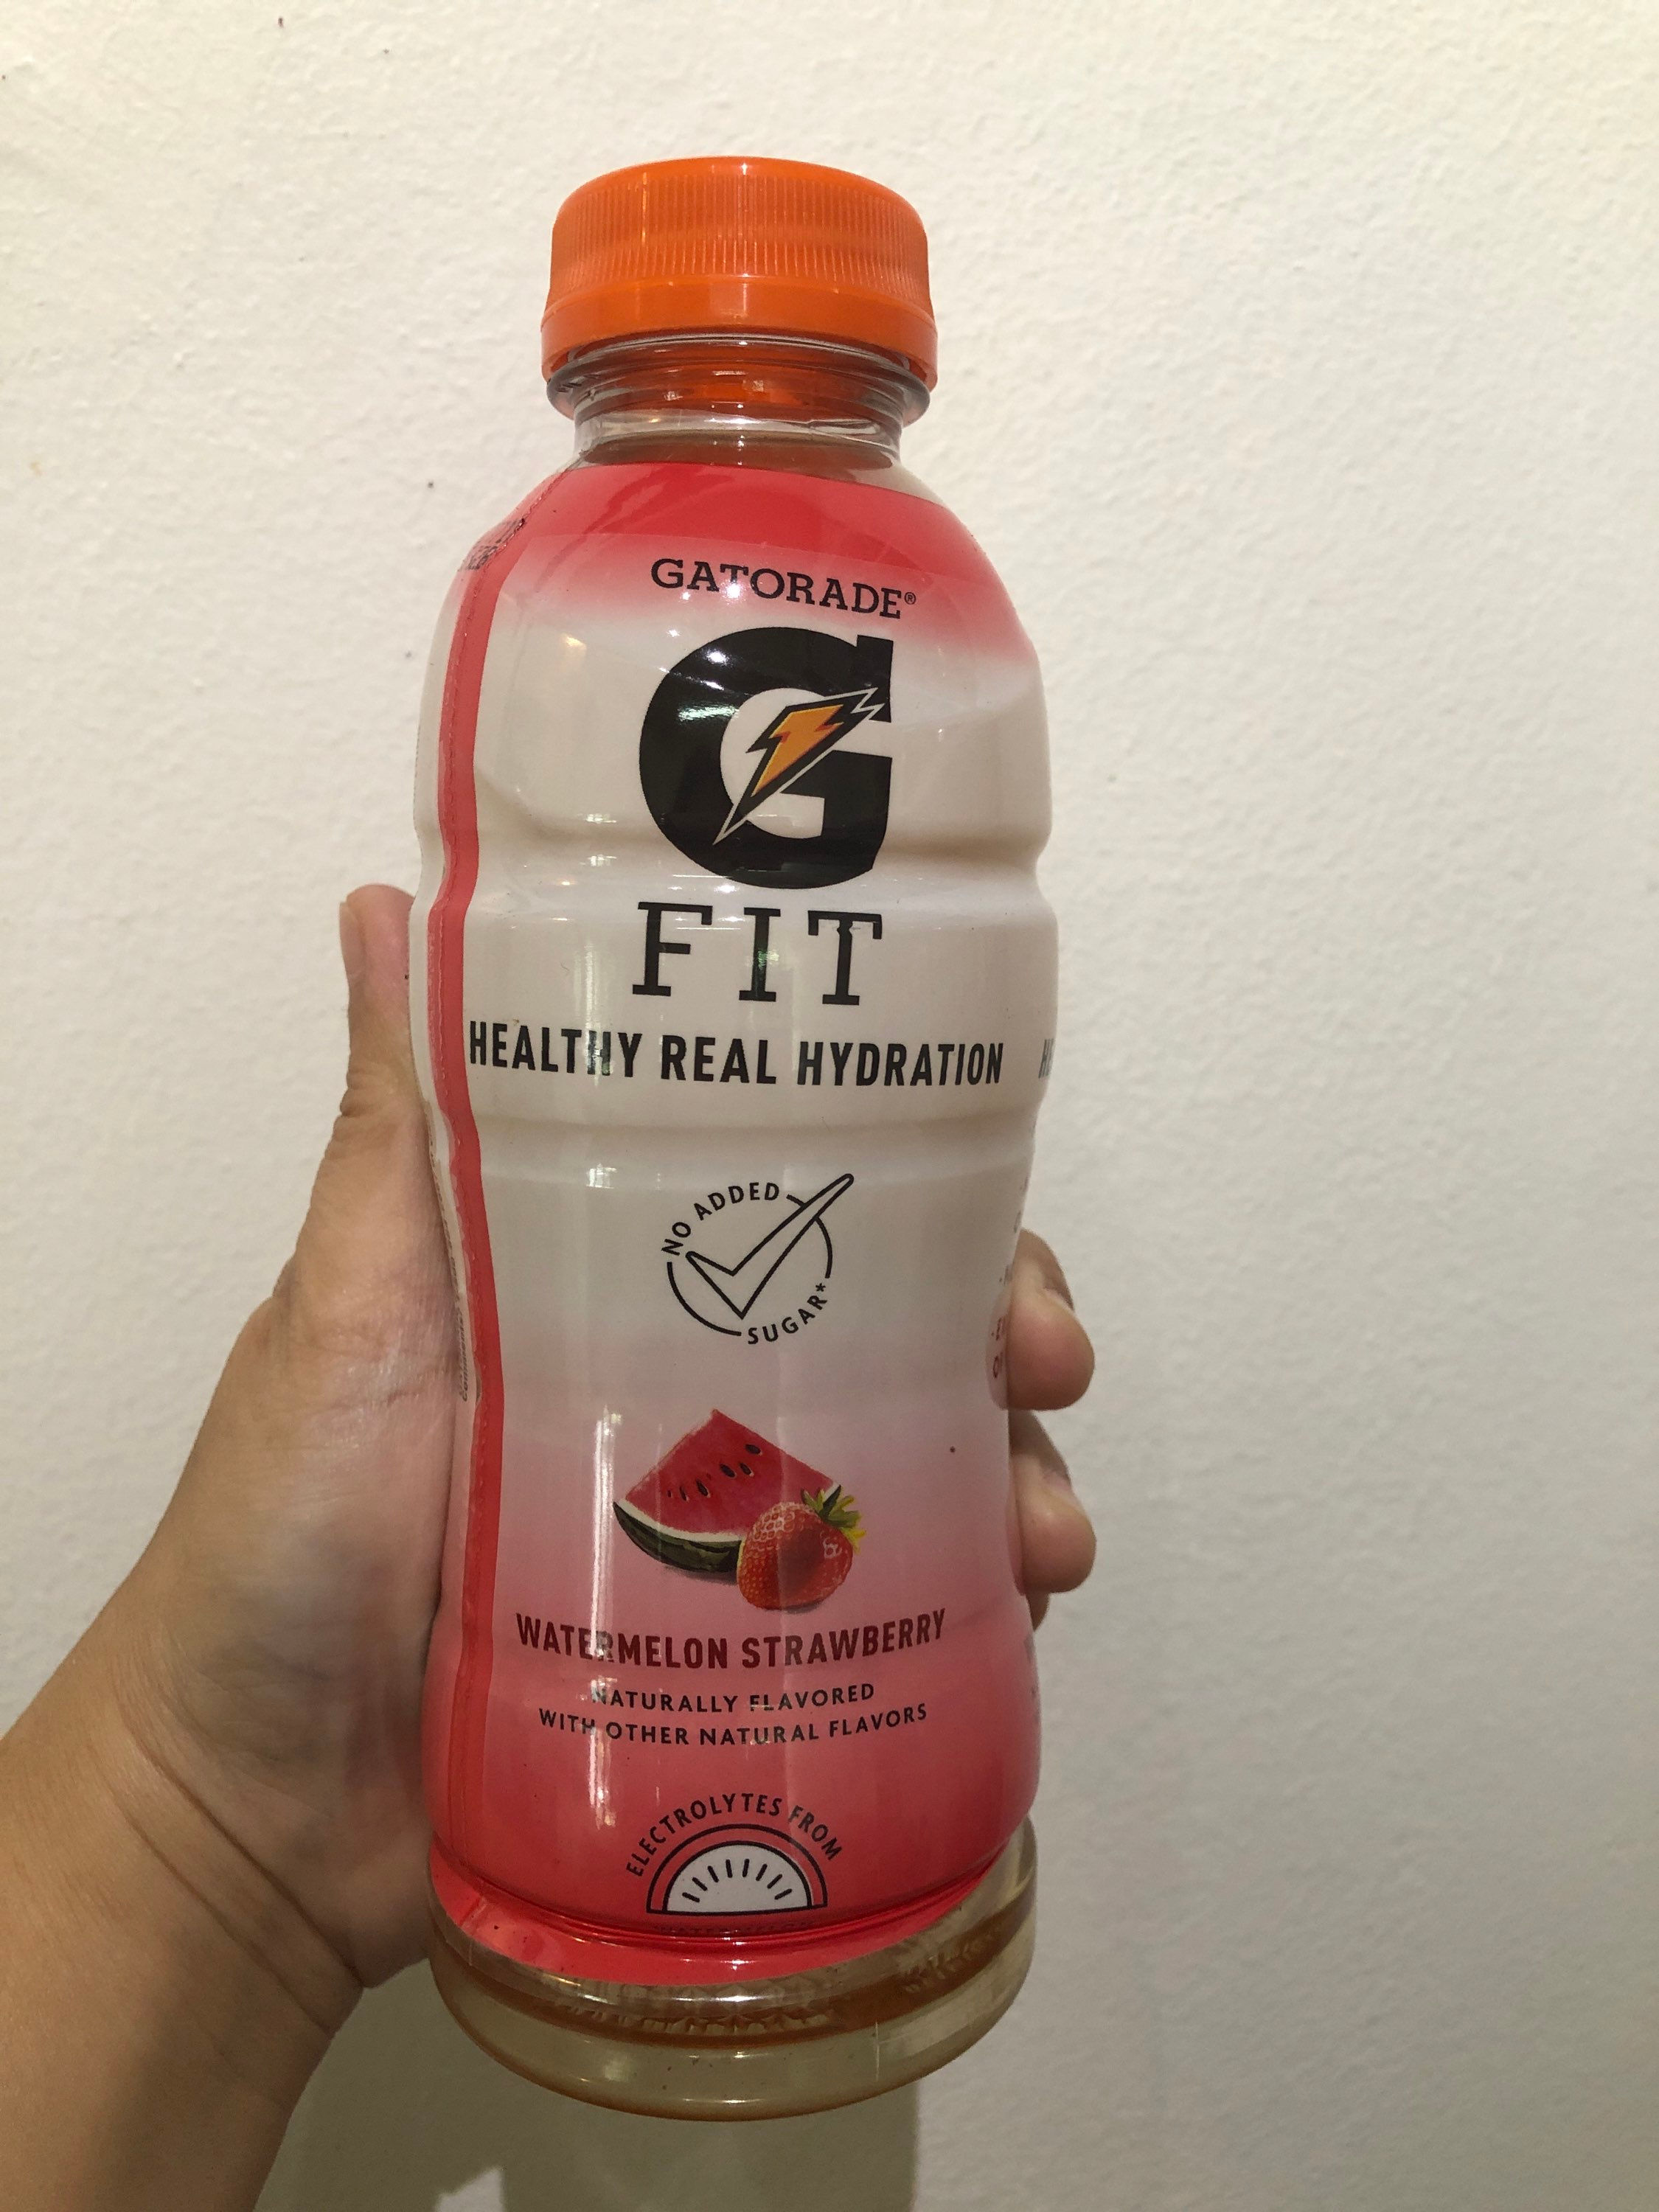 GATORADE®
G
FIT
HEALTHY REAL HYDRATION
NO ADDED
SUGAR*
WATERMELON STRAWBERRY
NATURALLY FLAVORED
WITH OTHER NATURAL FLAVORS
ELECTROLYTES FROM